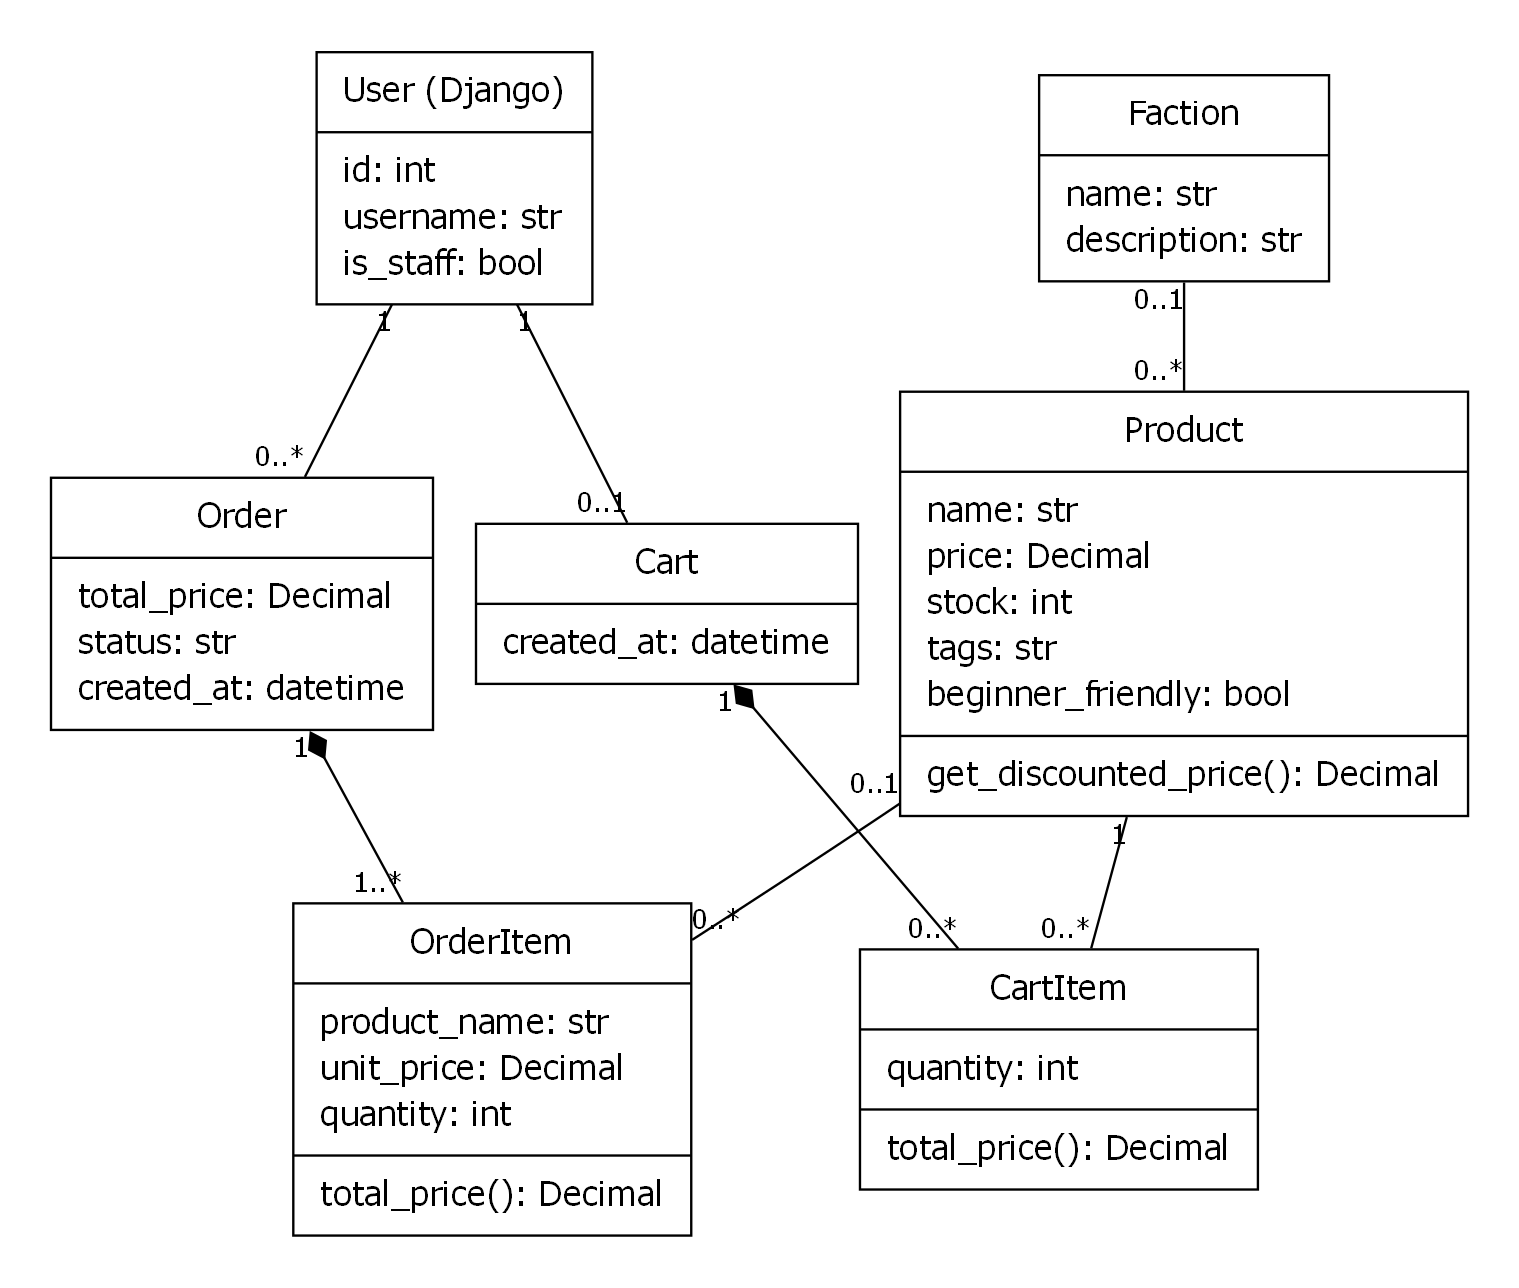 User (Django)
id: int
username: str
is_staff: bool
1
1
Faction
name: str
description: str
0..1
0..*
0..*
Order
total_price: Decimal
status: str
created_at: datetime
1
0..1
Cart
created_at: datetime
1
Product
name: str
price: Decimal
stock: int
tags: str
beginner_friendly: bool
get_discounted_price(): Decimal
0..1
1
1..*
0..*
OrderItem
product_name: str
unit_price: Decimal
quantity: int
total_price(): Decimal
0..*
0..*
CartItem
quantity: int
total_price(): Decimal